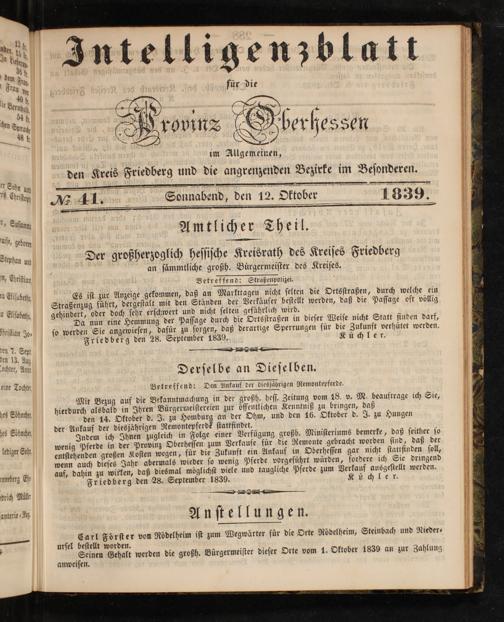 Intelligenzblatt
für die
Provinz Oberhessen
im Allgemeinen,
den Kreis Friedberg und die angrenzenden Bezirke im Besonderen.
№ 41. Sonnabend, den 12. Oktober 1839.
Amtlicher Theil.
Der großherzoglich hessische Kreisrath des Kreises Friedberg
an sämmtliche großh. Bürgermeister des Kreises.
Betreffend: Straßenpolizei.
Es ist zur Anzeige gekommen, daß an Markttagen nicht selten die Ortsstraßen, durch welche ein
Straßenzug führt, dergestalt mit den Ständen der Verkäufer bestellt werden, daß die Passage oft völlig
gehindert, oder doch sehr erschwert und nicht selten gefährlich wird.
Da nun eine Hemmung der Passage durch die Ortsstraßen in dieser Weise nicht Statt finden darf,
so werden Sie angewiesen, dafür zu sorgen, daß derartige Sperrungen für die Zukunft verhütet werden.
Friedberg den 28. September 1839. Küchler.
Derselbe an Dieselben.
Betreffend: Den Ankauf der diesjährigen Remontepferde.
Mit Bezug auf die Bekanntmachung in der großh. hess. Zeitung vom 18. v. M. beauftrage ich Sie,
hierdurch alsbald in Ihren Bürgermeistereien zur öffentlichen Kenntniß zu bringen, daß
den 14. Oktober d. J. zu Homburg an der Ohm, und den 16. Oktober d. J. zu Hungen
der Ankauf der diesjährigen Remontepferde stattfindet.
Indem ich Ihnen zugleich in Folge einer Verfügung großh. Ministeriums bemerke, daß seither so
wenig Pferde in der Provinz Oberhessen zum Verkaufe für die Remonte gebracht worden sind, daß der
entstehenden großen Kosten wegen, für die Zukunft ein Ankauf in Oberhessen gar nicht stattfinden soll,
wenn auch dieses Jahr abermals wieder so wenig Pferde vorgeführt würden, fordere ich Sie dringend
auf, dahin zu wirken, daß diesmal möglichst viele und taugliche Pferde zum Verkauf ausgestellt werden.
Friedberg den 28. September 1839. Küchler.
Anstellungen.
Carl Förster von Rödelheim ist zum Wegwärter für die Orte Rödelheim, Steinbach und Nieder-
ursel bestellt worden.
Seinen Gehalt werden die großh. Bürgermeister dieser Orte vom 1. Oktober 1839 an zur Zahlung
anweisen.